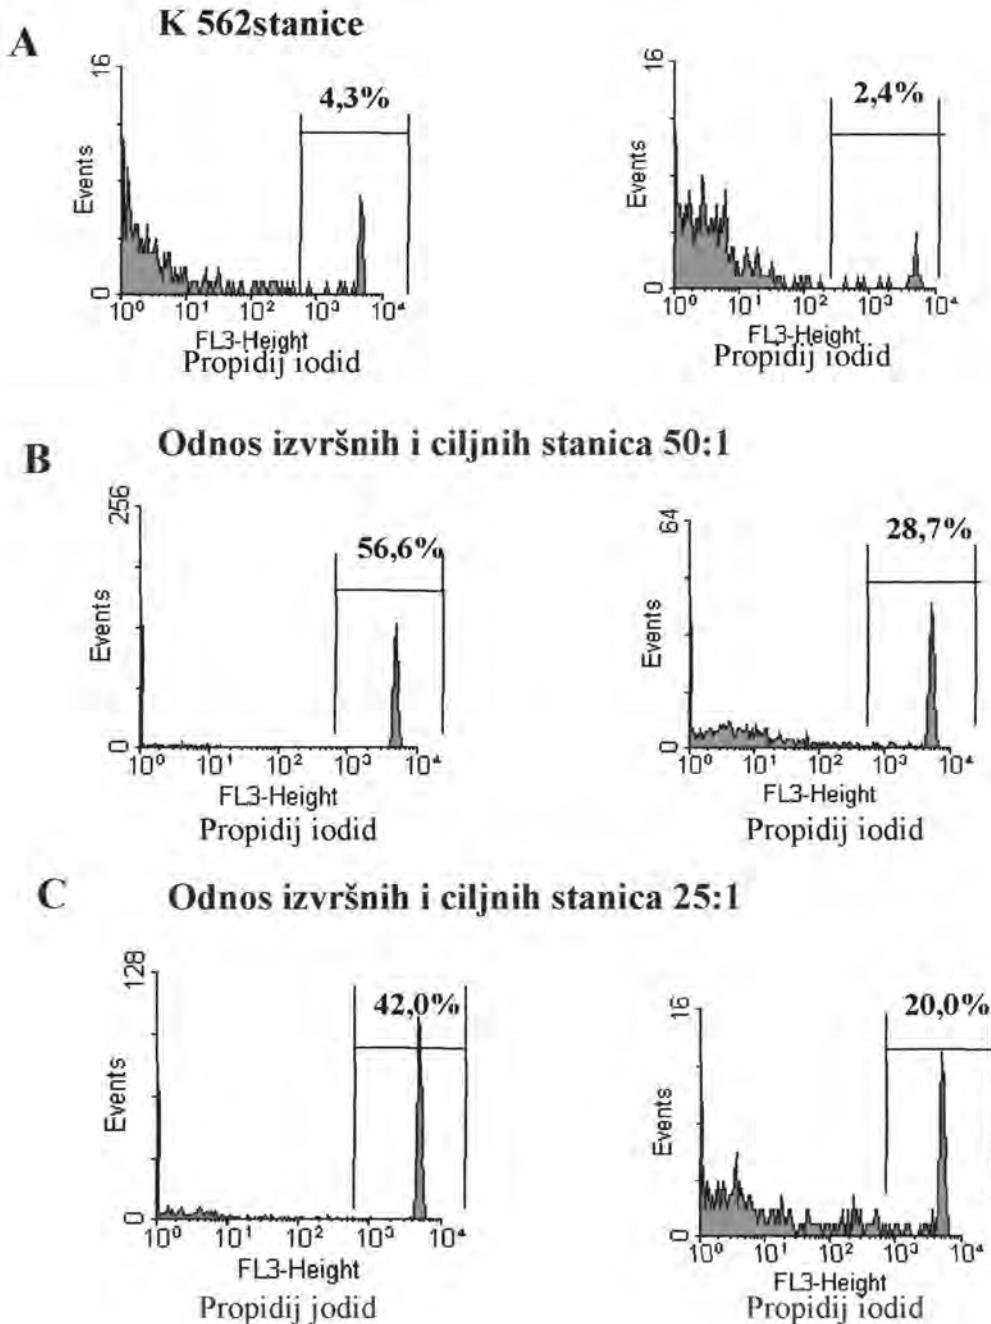 A
K 562stanice
16
4,3%
Events
0
10⁰ 10¹ 10² 10³ 10⁴
FL3-Height
Propidij iodid
16
2,4%
Events
0
10⁰ 10¹ 10² 10³ 10⁴
FL3-Height
Propidij iodid
B
Odnos izvršnih i ciljnih stanica 50:1
256
56,6%
Events
0
10⁰ 10¹ 10² 10³ 10⁴
FL3-Height
Propidij iodid
64
28,7%
Events
0
10⁰ 10¹ 10² 10³ 10⁴
FL3-Height
Propidij iodid
C
Odnos izvršnih i ciljnih stanica 25:1
128
42,0%
Events
0
10⁰ 10¹ 10² 10³ 10⁴
FL3-Height
Propidij jodid
16
20,0%
Events
0
10⁰ 10¹ 10² 10³ 10⁴
FL3-Height
Propidij iodid